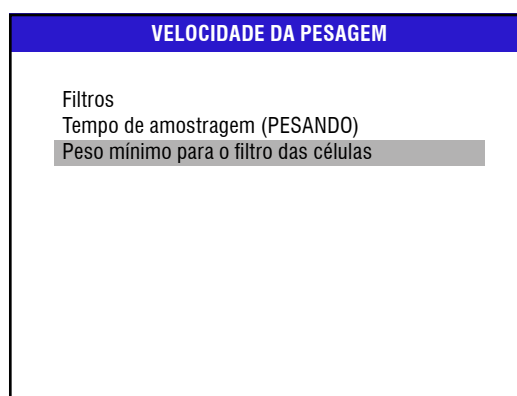 VELOCIDADE DA PESAGEM
Filtros
Tempo de amostragem (PESANDO)
Peso mínimo para o filtro das células